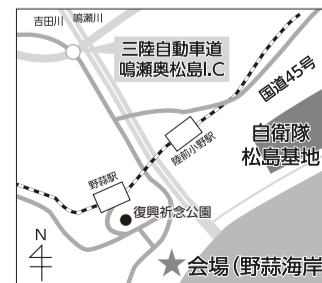 吉田川
鳴瀬川
三陸自動車道
鳴瀬奥松島I.C
国道45号
自衛隊
松島基地
陸前小野駅
野蒜駅
復興祈念公園
N
会場(野蒜海岸